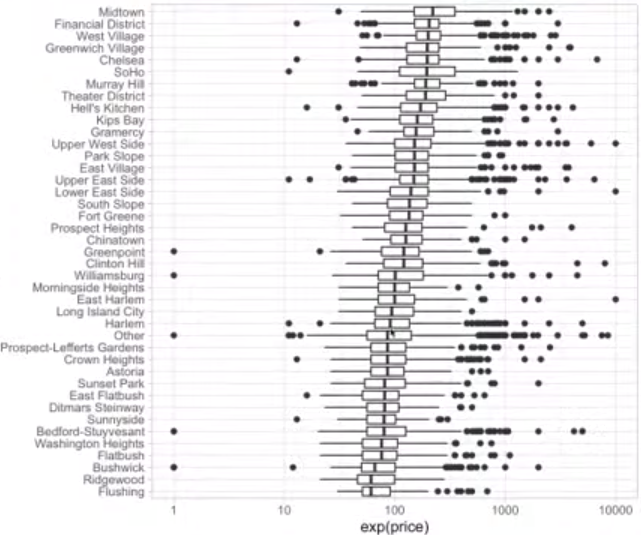 Midtown
Financial District
West Village
Greenwich Village
Chelsea
SoHo
Murray Hill
Theater District
Hell's Kitchen
Kips Bay
Gramercy
Upper West Side
Park Slope
East Village
Upper East Side
Lower East Side
South Slope
Fort Greene
Prospect Heights
Chinatown
Greenpoint
Clinton Hill
Williamsburg
Morningside Heights
East Harlem
Long Island City
Harlem
Other
Prospect-Lefferts Gardens
Crown Heights
Astoria
Sunset Park
East Flatbush
Ditmars Steinway
Sunnyside
Bedford-Stuyvesant
Washington Heights
Flatbush
Bushwick
Ridgewood
Flushing
1 10 100 1000 10000
exp(price)